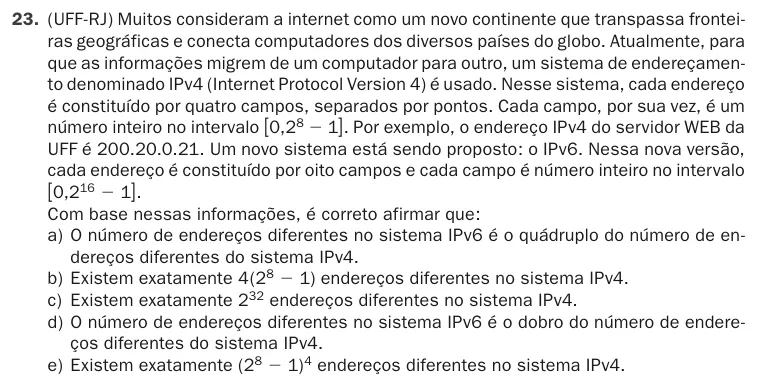 23. (UFF-RJ) Muitos consideram a internet como um novo continente que transpassa frontei-
ras geográficas e conecta computadores dos diversos países do globo. Atualmente, para
que as informações migrem de um computador para outro, um sistema de endereçamen-
to denominado IPv4 (Internet Protocol Version 4) é usado. Nesse sistema, cada endereço
é constituído por quatro campos, separados por pontos. Cada campo, por sua vez, é um
número inteiro no intervalo [0,2⁸ − 1]. Por exemplo, o endereço IPv4 do servidor WEB da
UFF é 200.20.0.21. Um novo sistema está sendo proposto: o IPv6. Nessa nova versão,
cada endereço é constituído por oito campos e cada campo é número inteiro no intervalo
[0,2¹⁶ − 1].
Com base nessas informações, é correto afirmar que:
a) O número de endereços diferentes no sistema IPv6 é o quádruplo do número de en-
dereços diferentes do sistema IPv4.
b) Existem exatamente 4(2⁸ − 1) endereços diferentes no sistema IPv4.
c) Existem exatamente 2³² endereços diferentes no sistema IPv4.
d) O número de endereços diferentes no sistema IPv6 é o dobro do número de endere-
ços diferentes do sistema IPv4.
e) Existem exatamente (2⁸ − 1)⁴ endereços diferentes no sistema IPv4.